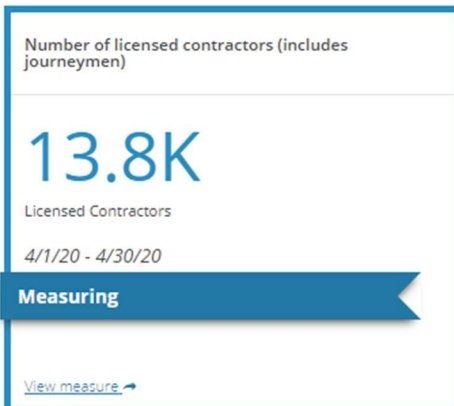 Number of licensed contractors (includes
journeymen)
13.8K
Licensed Contractors
4/1/20 - 4/30/20
Measuring
View measure